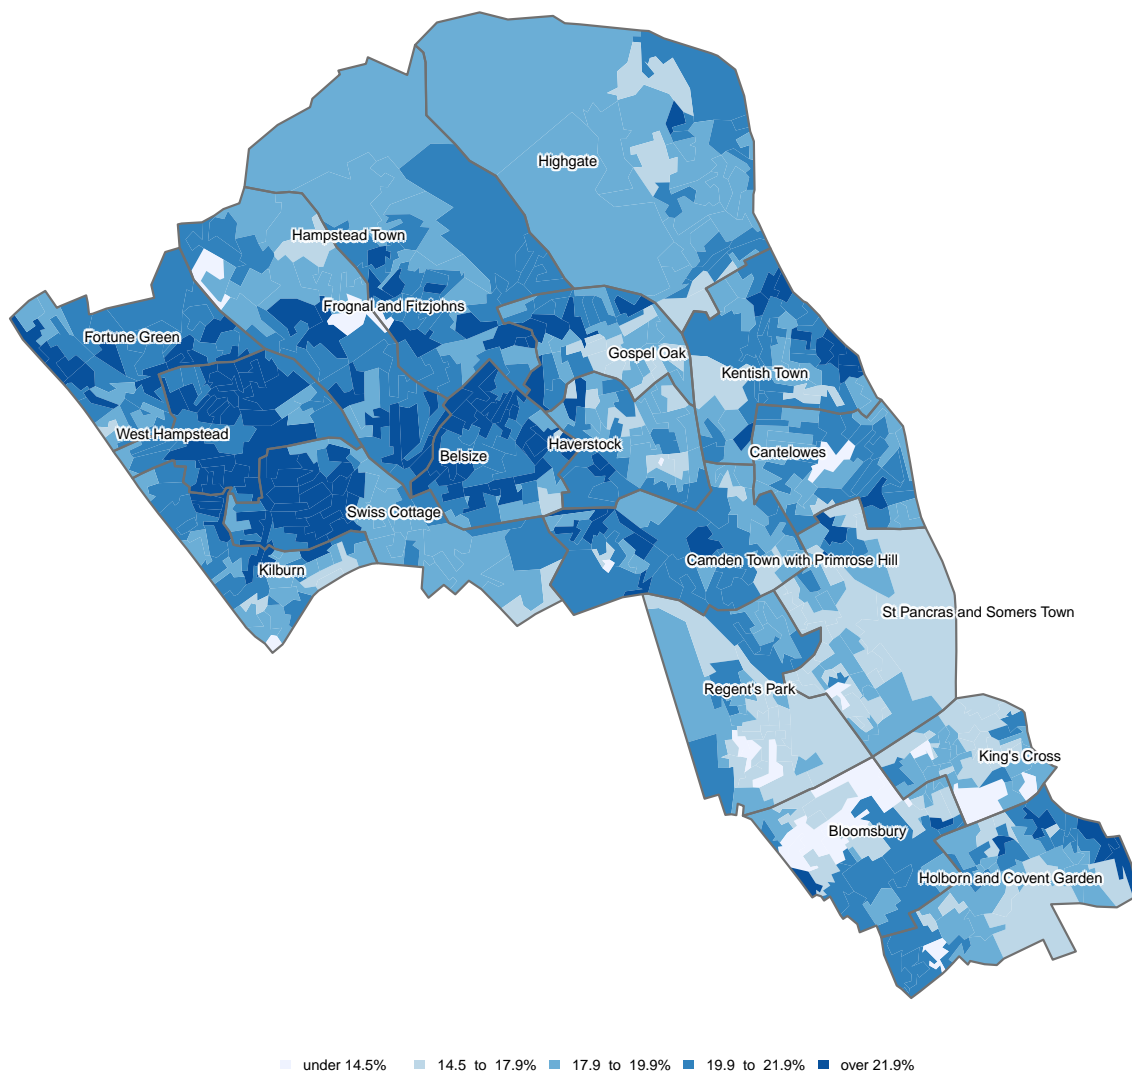 Highgate
Hampstead Town
Frognal and Fitzjohns
Fortune Green
Gospel Oak
Kentish Town
West Hampstead
Haverstock
Cantelowes
Belsize
Swiss Cottage
Camden Town with Primrose Hill
Kilburn
St Pancras and Somers Town
Regent's Park
King's Cross
Bloomsbury
Holborn and Covent Garden
under 14.5% 14.5 to 17.9% 17.9 to 19.9% 19.9 to 21.9% over 21.9%